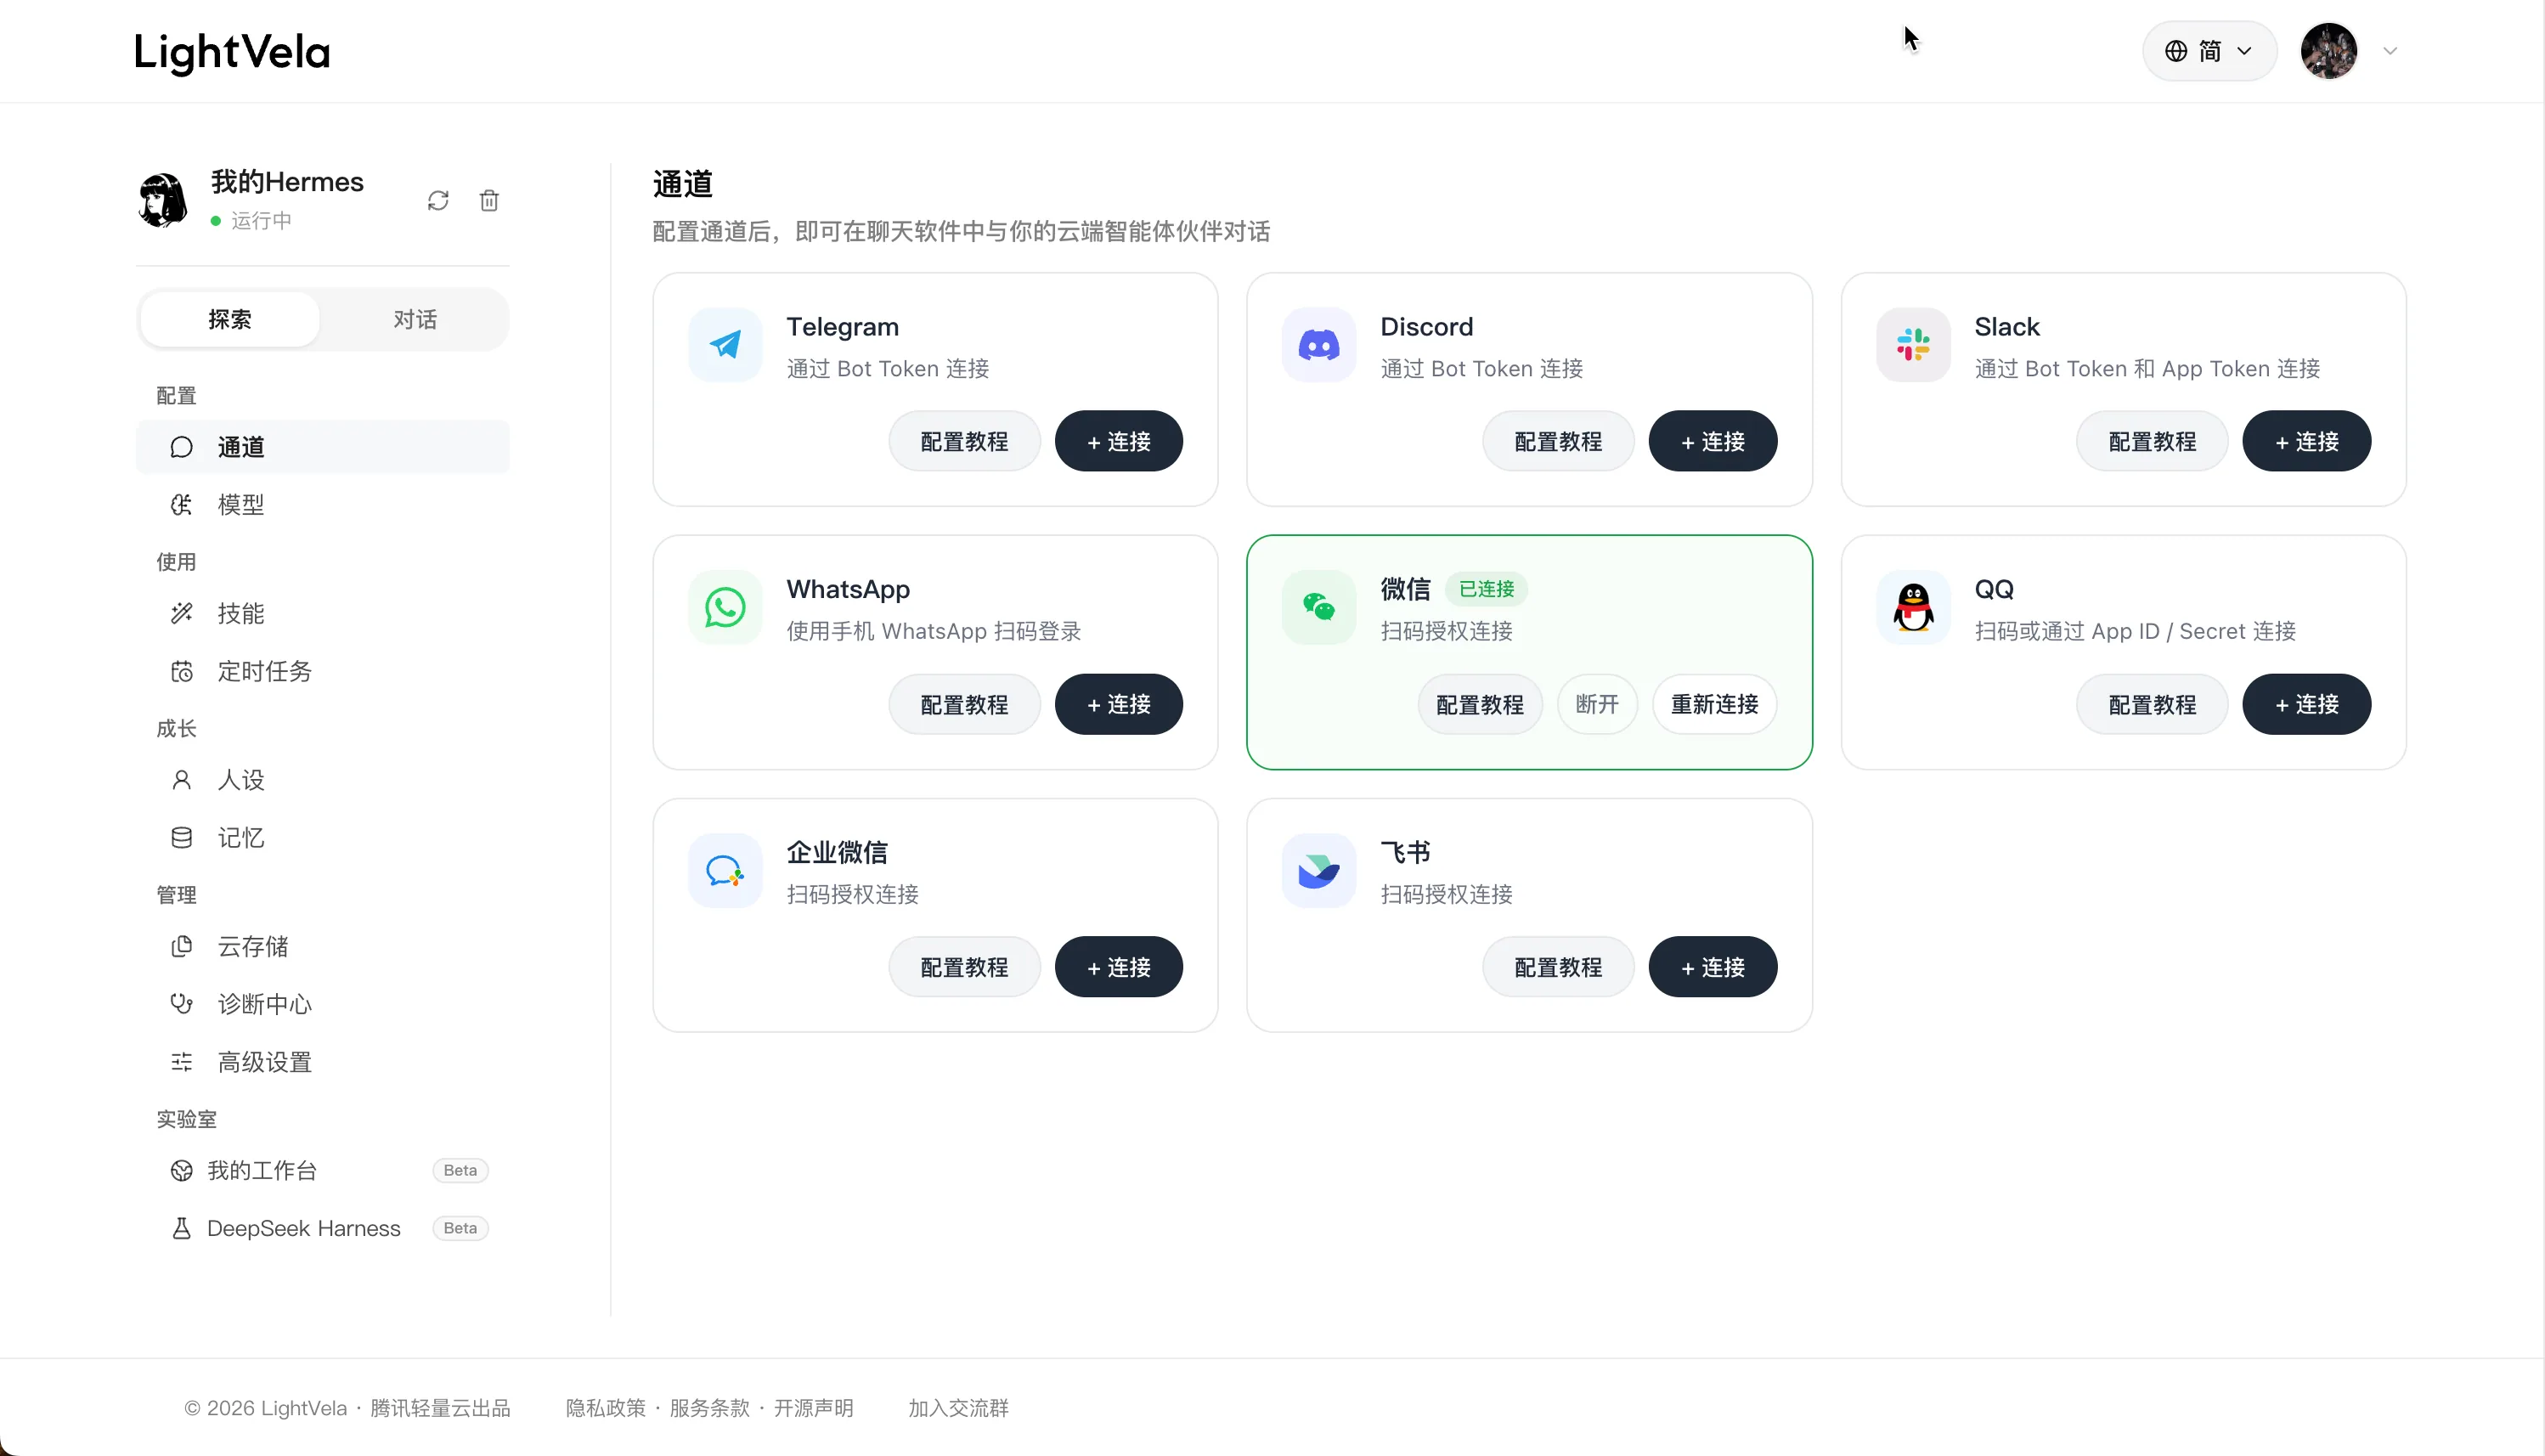 LightVela
简
我的Hermes
运行中
探索
对话
配置
通道
模型
使用
技能
定时任务
成长
人设
记忆
管理
云存储
诊断中心
高级设置
实验室
我的工作台
Beta
DeepSeek Harness
Beta
通道
配置通道后，即可在聊天软件中与你的云端智能体伙伴对话
Telegram
通过 Bot Token 连接
配置教程
+ 连接
Discord
通过 Bot Token 连接
配置教程
+ 连接
Slack
通过 Bot Token 和 App Token 连接
配置教程
+ 连接
WhatsApp
使用手机 WhatsApp 扫码登录
配置教程
+ 连接
微信 已连接
扫码授权连接
配置教程
断开
重新连接
QQ
扫码或通过 App ID / Secret 连接
配置教程
+ 连接
企业微信
扫码授权连接
配置教程
+ 连接
飞书
扫码授权连接
配置教程
+ 连接
© 2026 LightVela · 腾讯轻量云出品
隐私政策 · 服务条款 · 开源声明
加入交流群